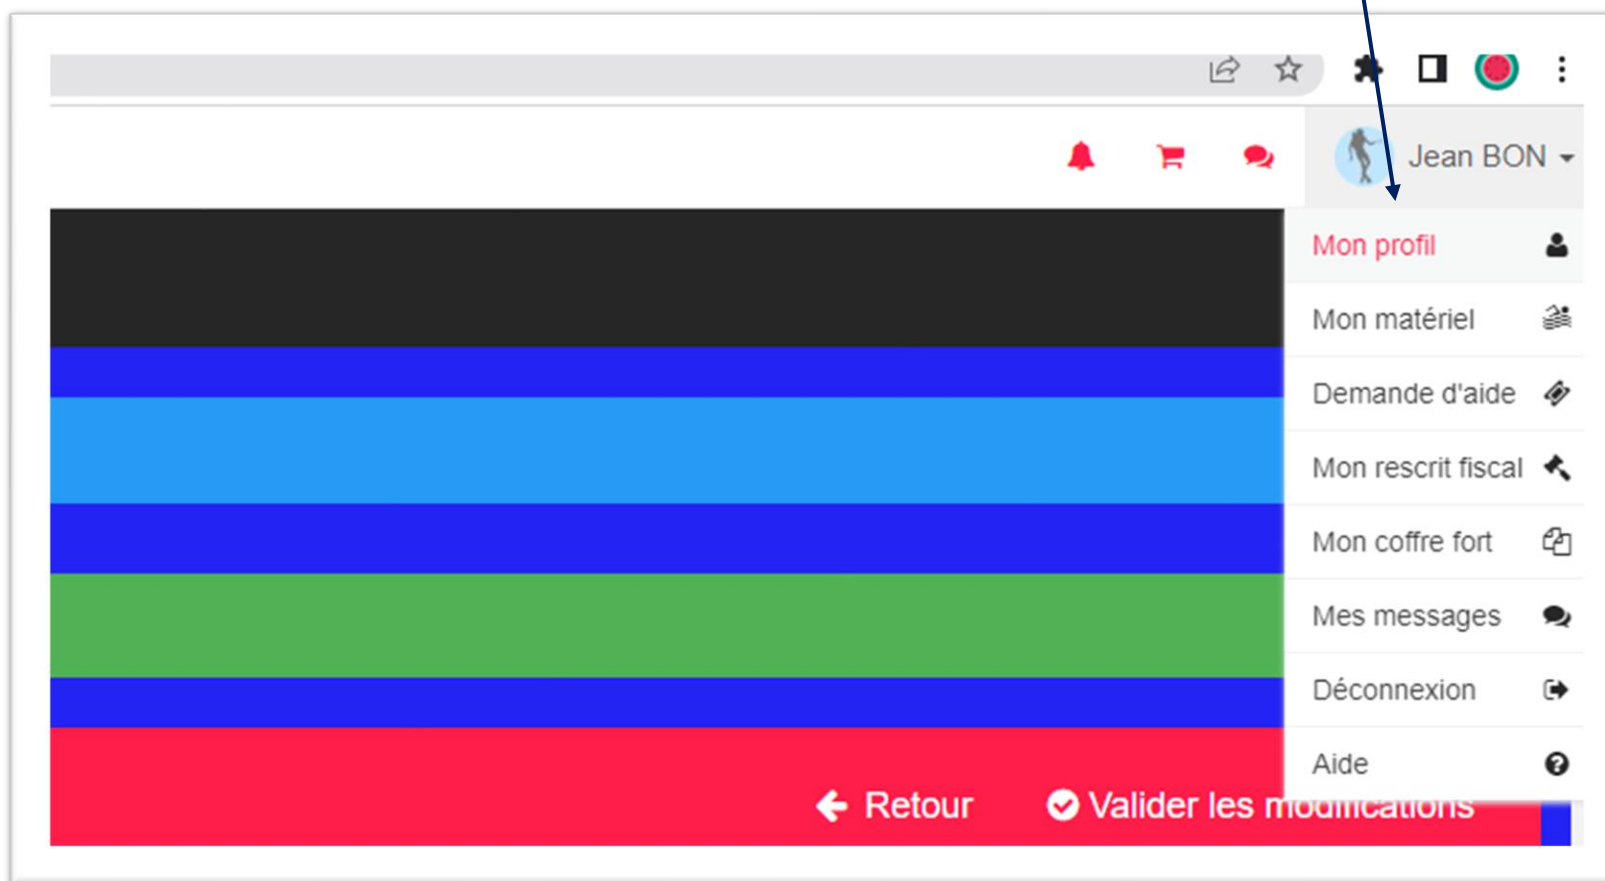 Jean BON
Mon profil
Mon matériel
Demande d'aide
Mon rescrit fiscal
Mon coffre fort
Mes messages
Déconnexion
Aide
Retour
Valider les modifications